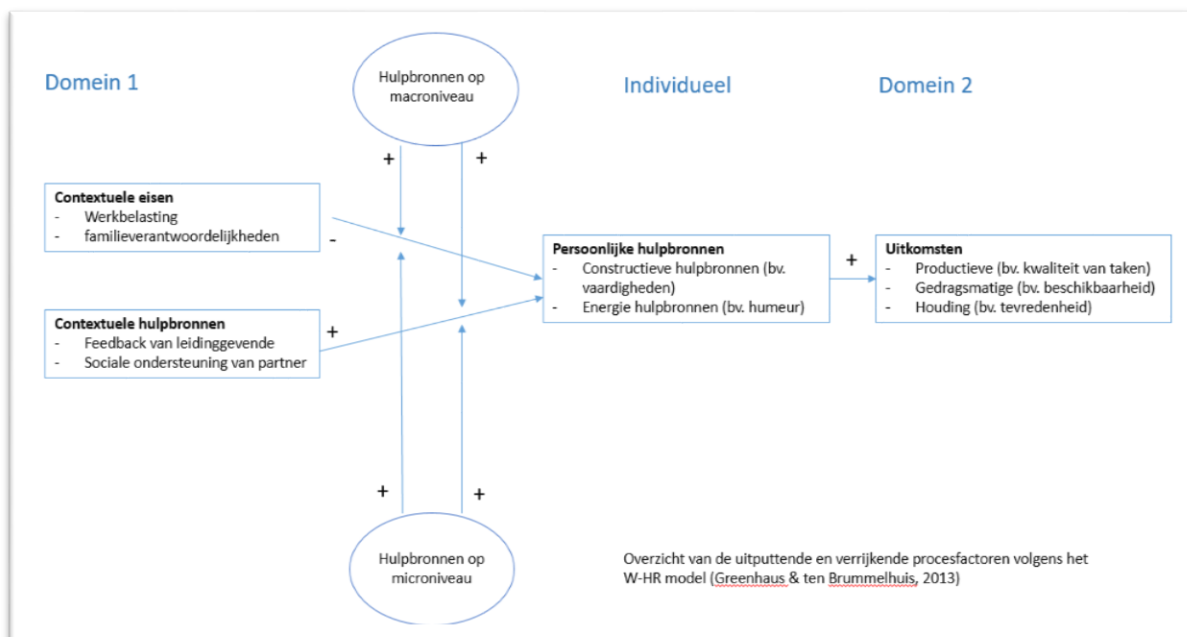 Domein 1
Hulpbronnen op
macroniveau
Individueel
Domein 2
+
+
Contextuele eisen
- Werkbelasting
- familieverantwoordelijkheden
-
Contextuele hulpbronnen
- Feedback van leidinggevende
- Sociale ondersteuning van partner
+
Persoonlijke hulpbronnen
- Constructieve hulpbronnen (bv.
vaardigheden)
- Energie hulpbronnen (bv. humeur)
+
Uitkomsten
- Productieve (bv. kwaliteit van taken)
- Gedragsmatige (bv. beschikbaarheid)
- Houding (bv. tevredenheid)
+
+
Hulpbronnen op
microniveau
Overzicht van de uitputtende en verrijkende procesfactoren volgens het
W-HR model (Greenhaus & ten Brummelhuis, 2013)